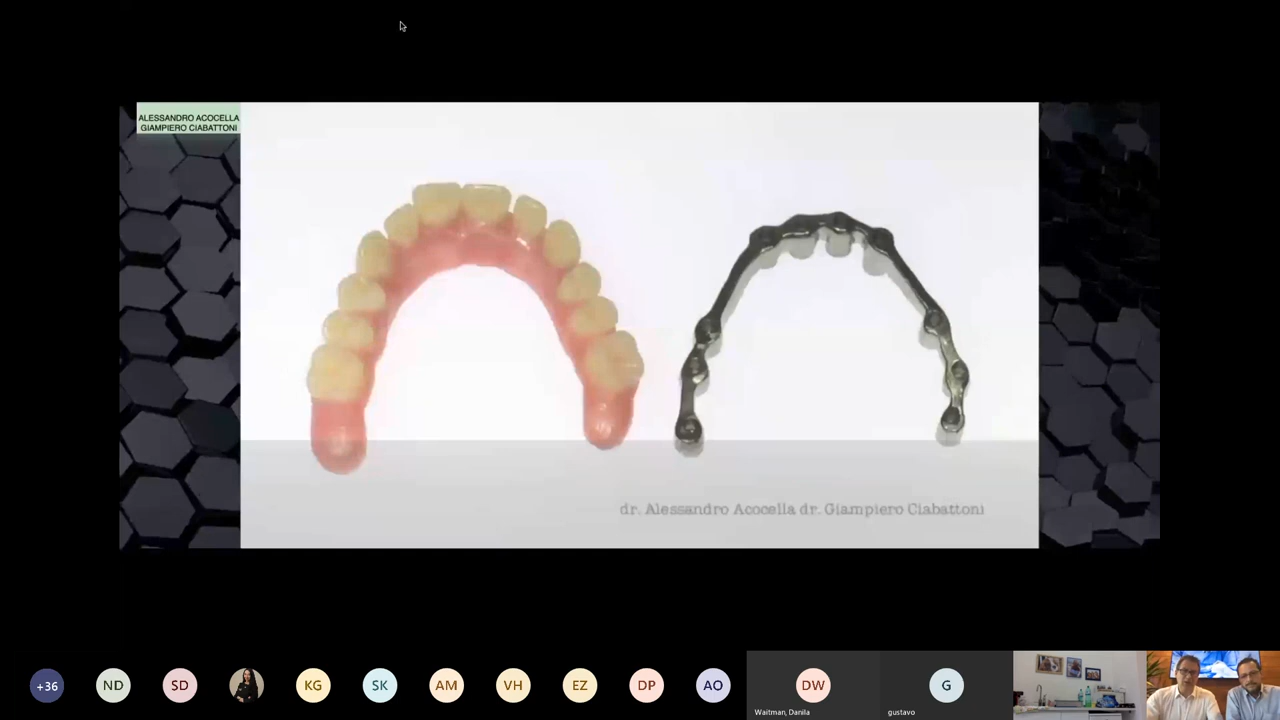 ALESSANDRO ACOCELLA
GIAMPIERO CIABATTONI
dr. Alessandro Acocella dr. Giampiero Ciabattoni
+36
ND
SD
KG
SK
AM
VH
EZ
DP
AO
DW
G
Waitman, Danila
gustavo